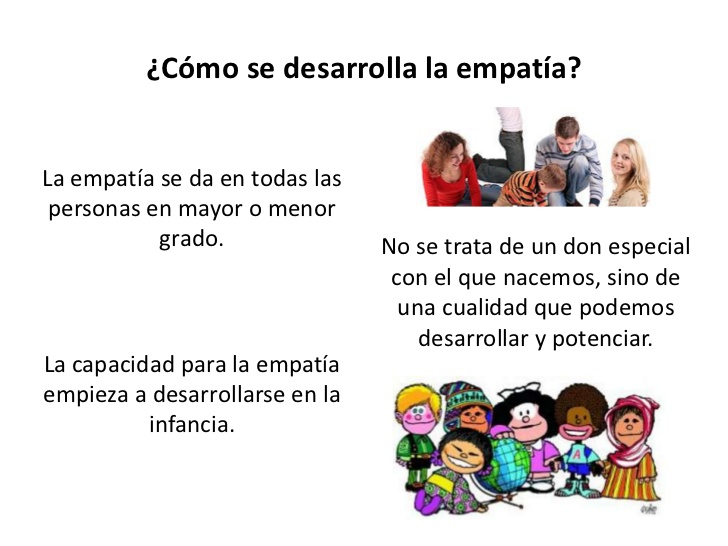 ¿Cómo se desarrolla la empatía?
La empatía se da en todas las
personas en mayor o menor
grado.
No se trata de un don especial
con el que nacemos, sino de
una cualidad que podemos
desarrollar y potenciar.
La capacidad para la empatía
empieza a desarrollarse en la
infancia.
A